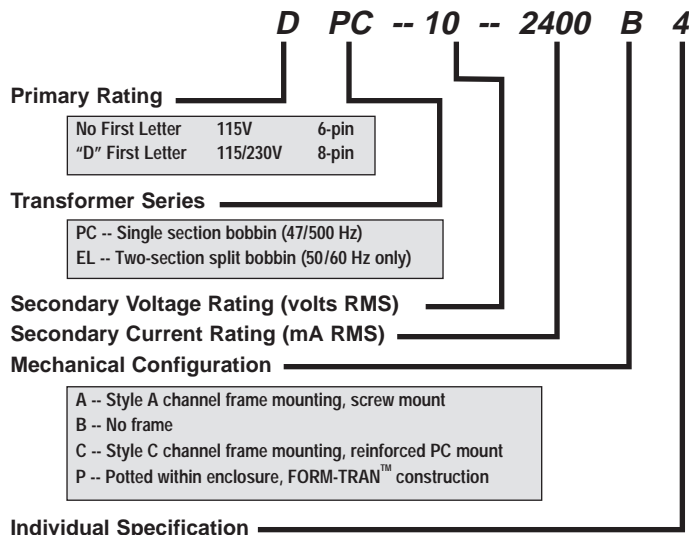 D PC -- 10 -- 2400 B 4
Primary Rating
No First Letter 115V 6-pin
“D” First Letter 115/230V 8-pin
Transformer Series
PC -- Single section bobbin (47/500 Hz)
EL -- Two-section split bobbin (50/60 Hz only)
Secondary Voltage Rating (volts RMS)
Secondary Current Rating (mA RMS)
Mechanical Configuration
A -- Style A channel frame mounting, screw mount
B -- No frame
C -- Style C channel frame mounting, reinforced PC mount
P -- Potted within enclosure, FORM-TRAN™ construction
Individual Specification